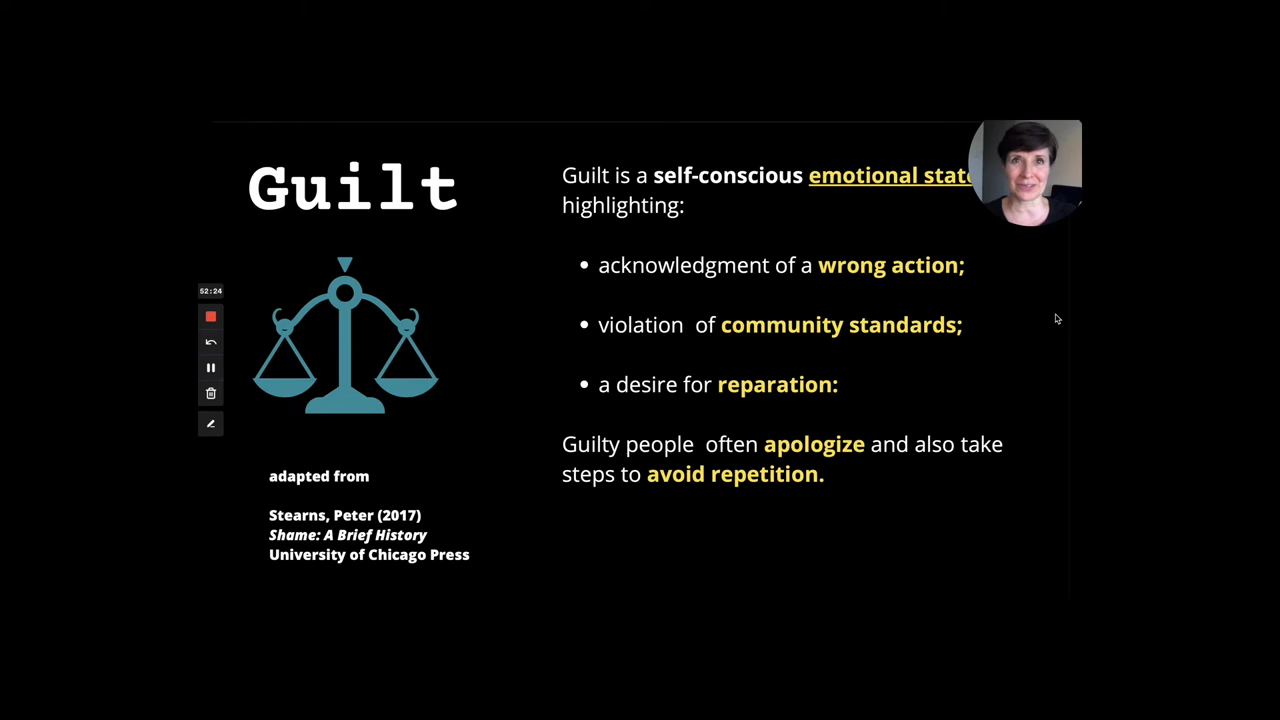 Guilt
Guilt is a self-conscious emotional state
highlighting:
• acknowledgment of a wrong action;
• violation of community standards;
• a desire for reparation:
Guilty people often apologize and also take
steps to avoid repetition.
52:24
adapted from
Stearns, Peter (2017)
Shame: A Brief History
University of Chicago Press